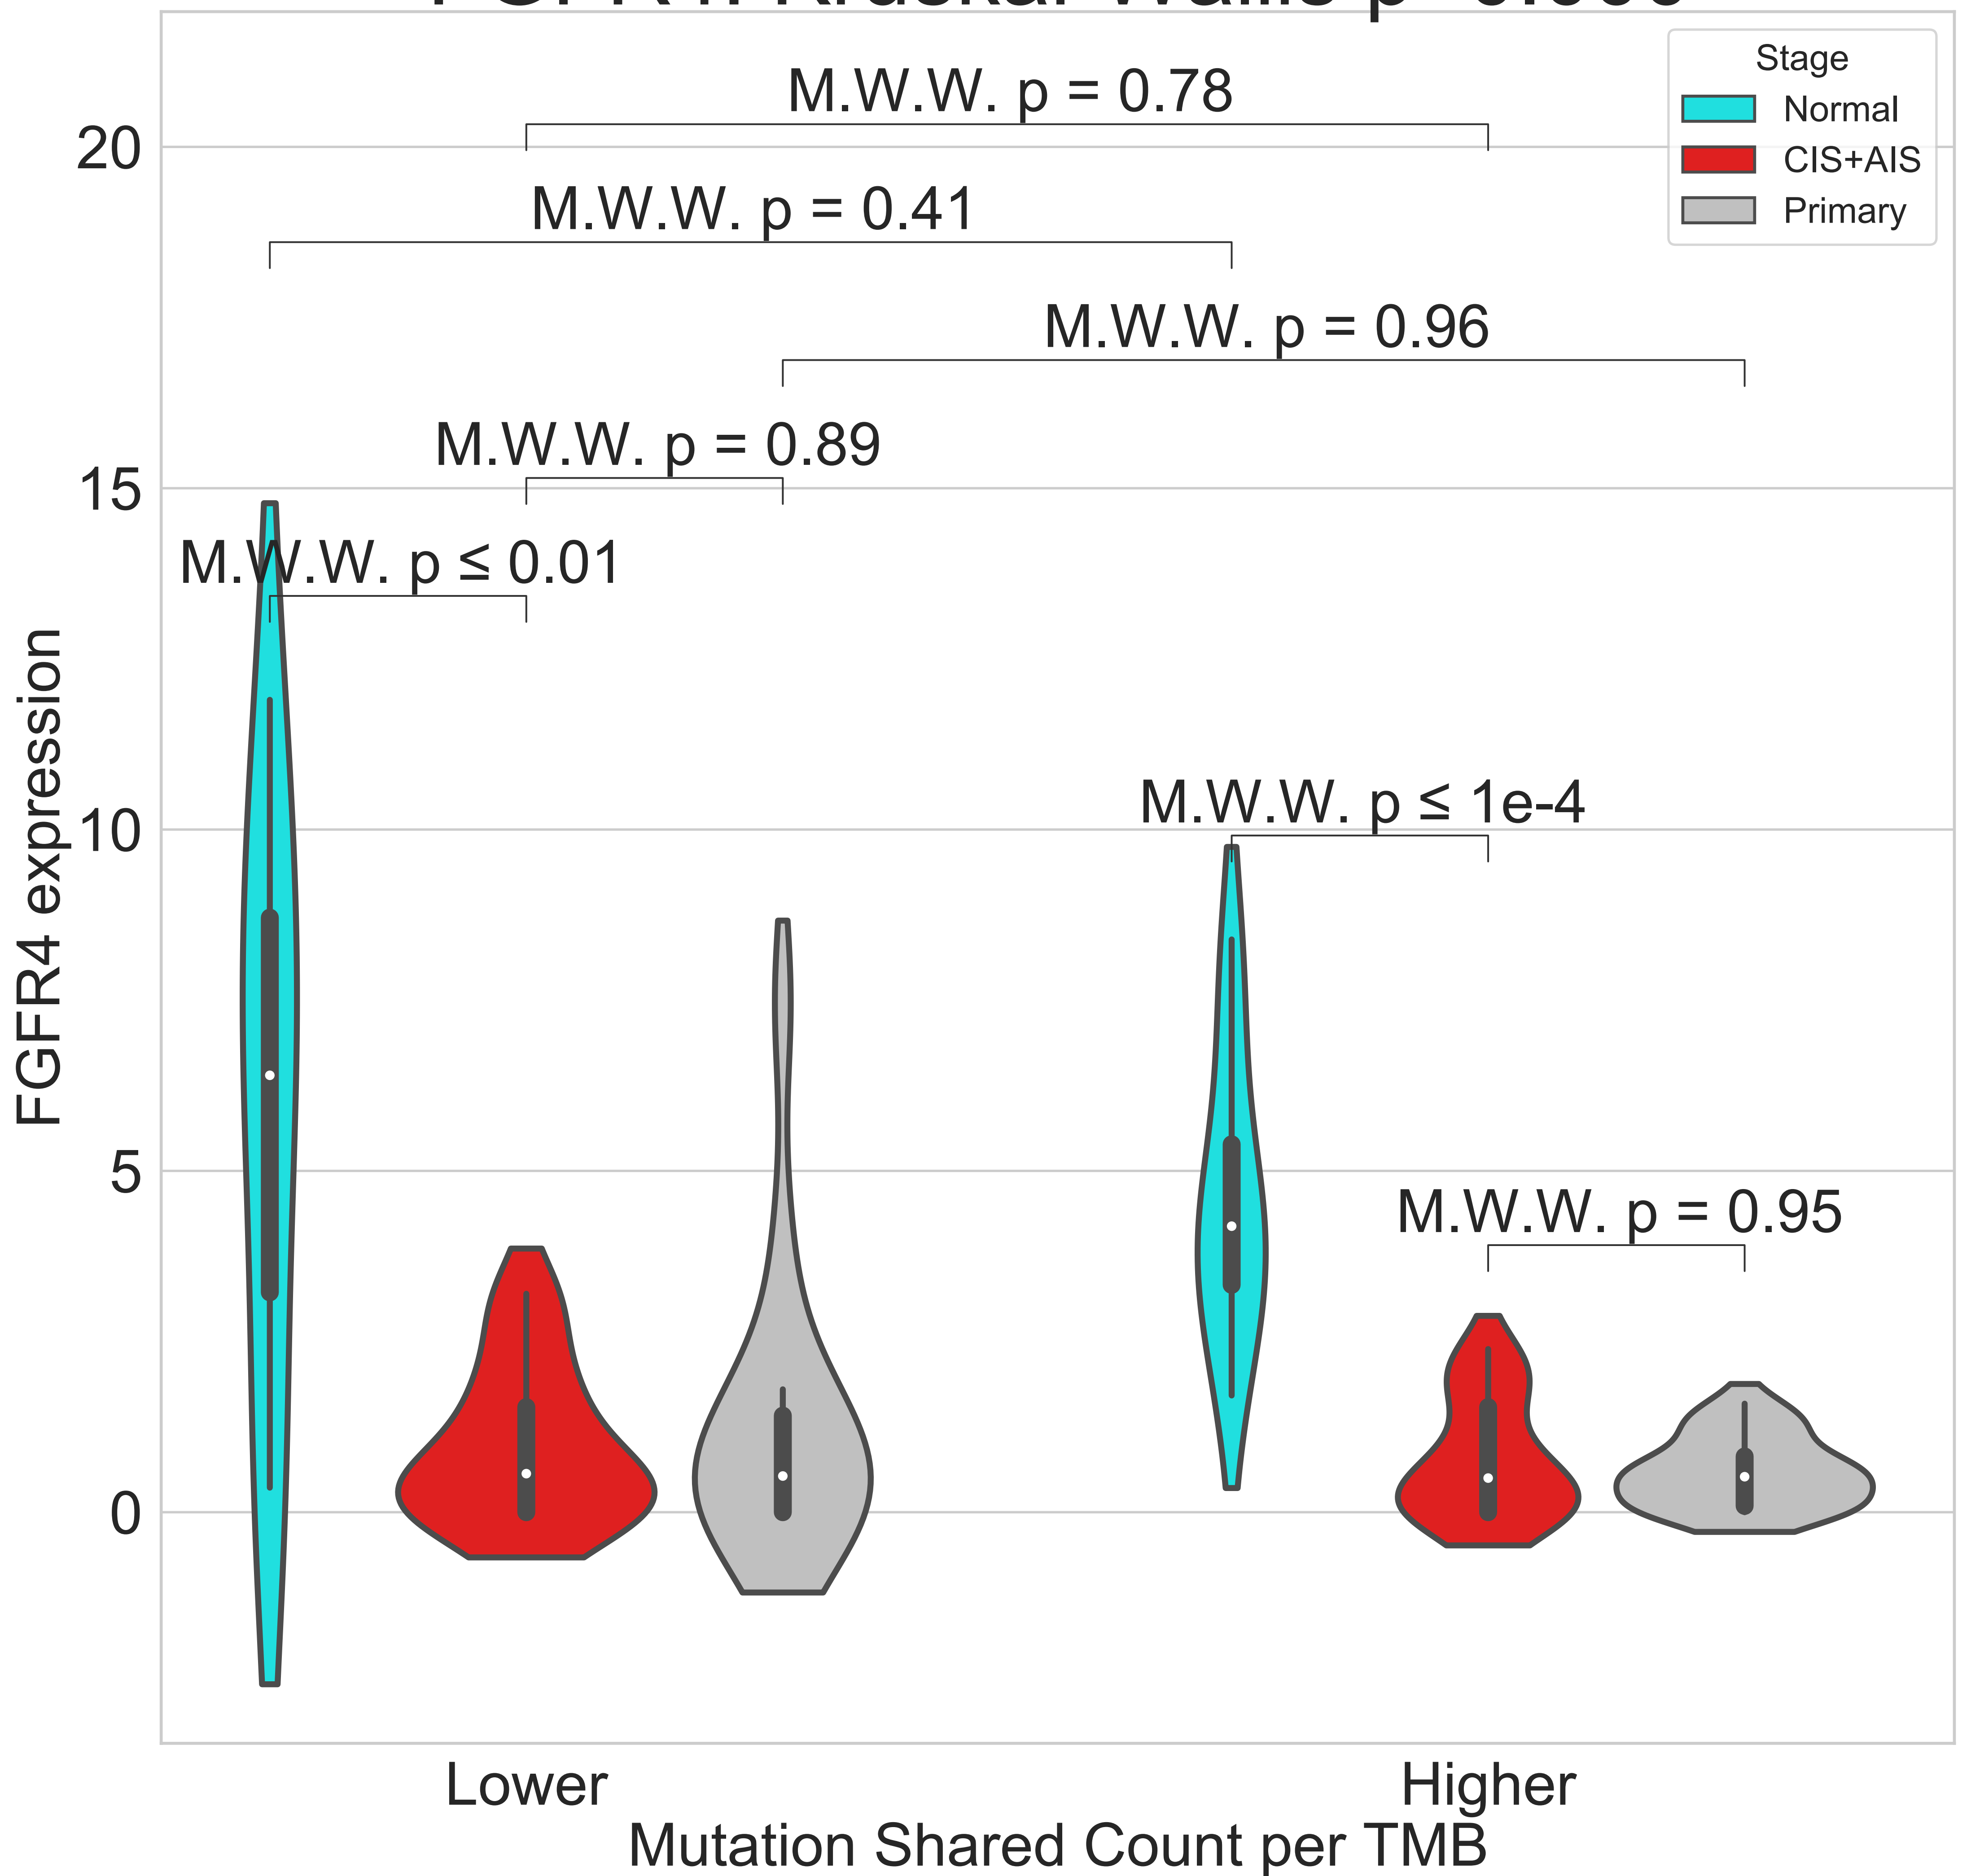 Stage
Normal
CIS+AIS
Primary
M.W.W. p = 0.78
M.W.W. p = 0.41
M.W.W. p = 0.96
M.W.W. p = 0.89
M.W.W. p ≤ 0.01
M.W.W. p ≤ 1e-4
M.W.W. p = 0.95
20
15
10
5
0
FGFR4 expression
Lower
Higher
Mutation Shared Count per TMB